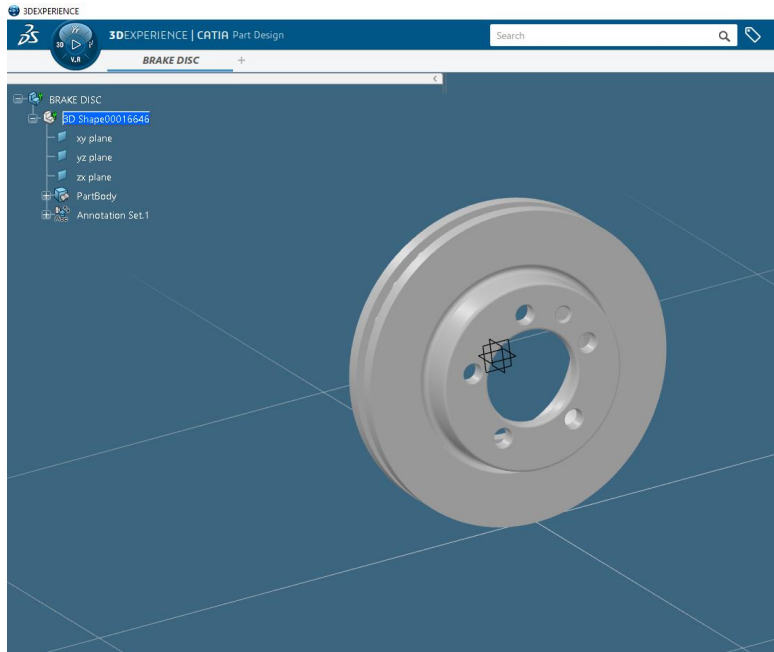 3DEXPERIENCE
3DEXPERIENCE | CATIA Part Design
Search
3D
V.R
BRAKE DISC +
BRAKE DISC
3D Shape00016646
xy plane
yz plane
zx plane
PartBody
Annotation Set.1